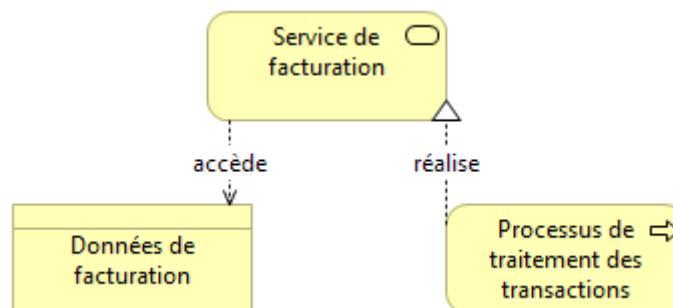 Service de
facturation
accède
réalise
Données de
facturation
Processus de
traitement des
transactions